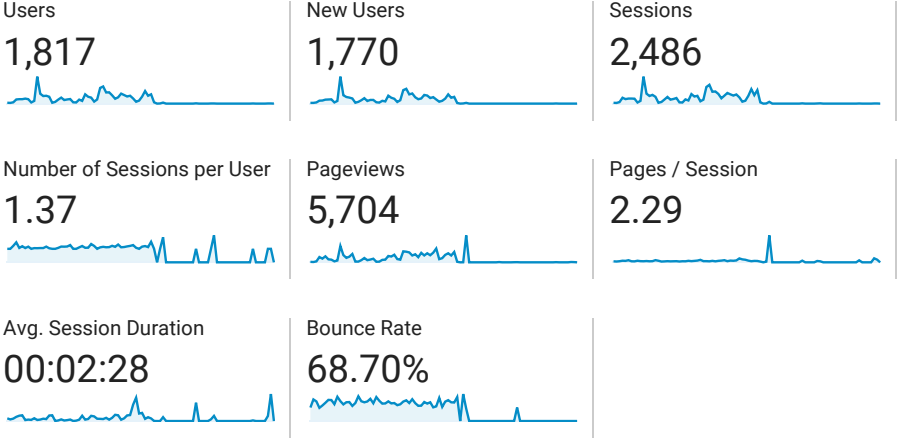 Users
1,817
New Users
1,770
Sessions
2,486
Number of Sessions per User
1.37
Pageviews
5,704
Pages / Session
2.29
Avg. Session Duration
00:02:28
Bounce Rate
68.70%